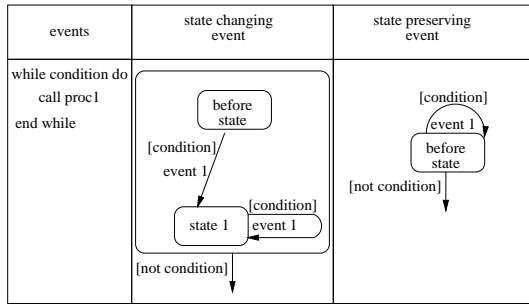 events
state changing
event
state preserving
event
while condition do
call proc1
end while
before
state
[condition]
event 1
state 1
[condition]
event 1
[not condition]
[condition]
event 1
before
state
[not condition]